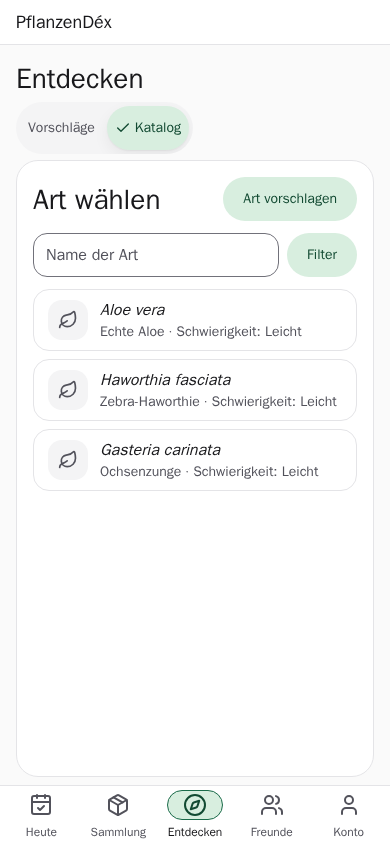 PflanzenDéx
Entdecken
Vorschläge
Katalog
Art wählen
Art vorschlagen
Name der Art
Filter
Aloe vera
Echte Aloe · Schwierigkeit: Leicht
Haworthia fasciata
Zebra-Haworthie · Schwierigkeit: Leicht
Gasteria carinata
Ochsenzunge · Schwierigkeit: Leicht
Heute
Sammlung
Entdecken
Freunde
Konto